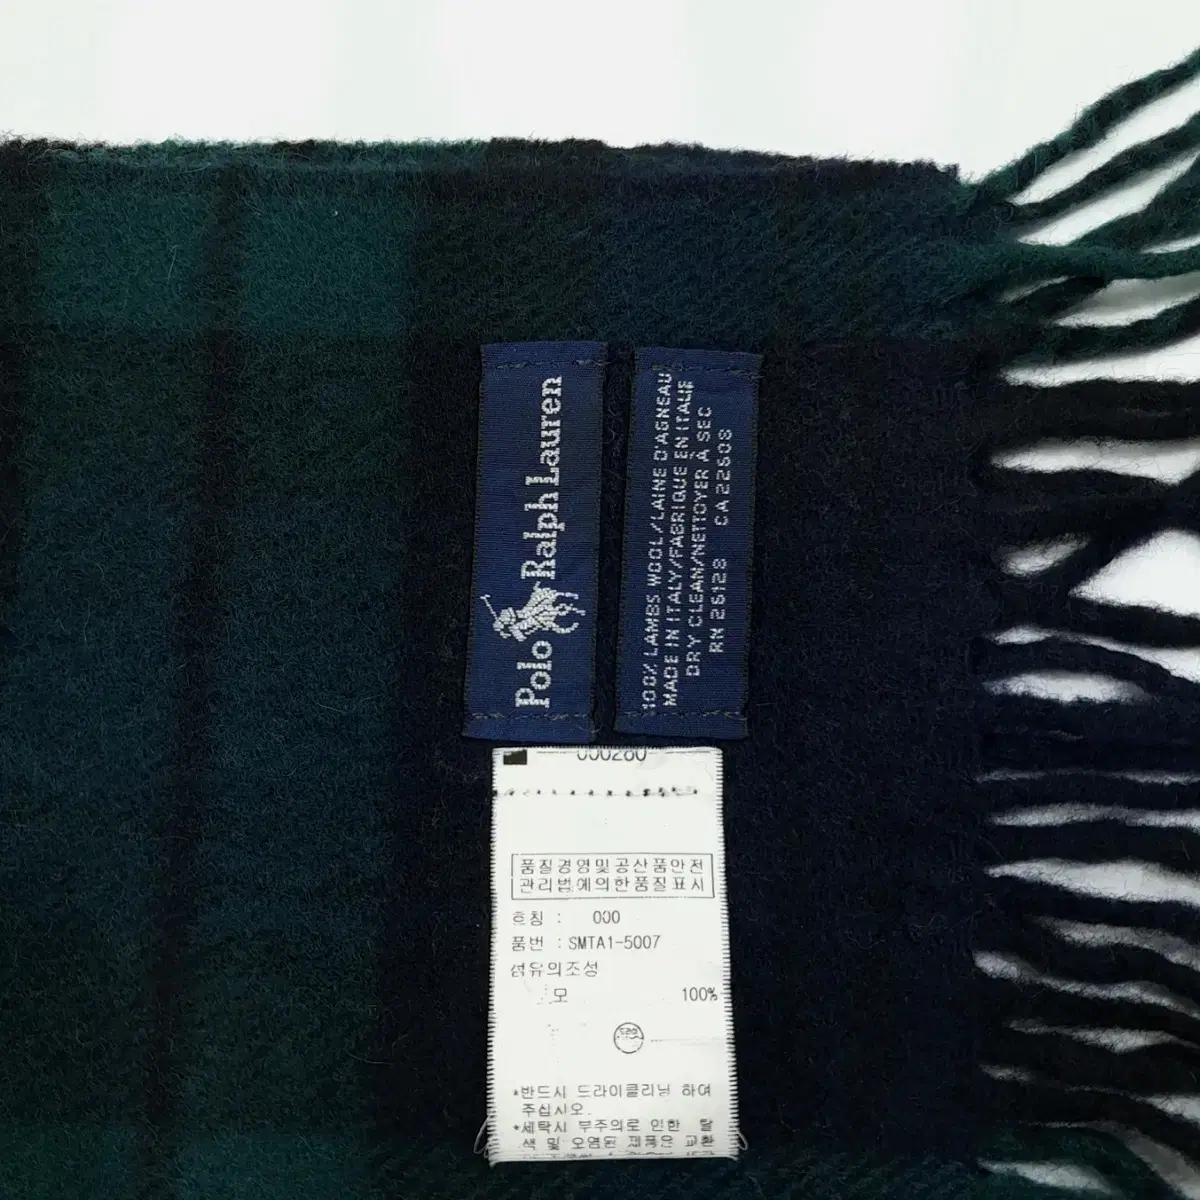 Polo Ralph Lauren
100% LAMBS WOOL/LAINE D'AGNEAU
MADE IN ITALY/FABRIQUE EN ITALIE
DRY CLEAN/NETTOYER À SEC
RN 26128 CA 22608
000280
품질경영및공산품안전
관리법에의한품질표시
호칭 : 000
품번 : SMTA1-5007
섬유의조성
모 100%
*반드시 드라이클리닝 하여
주십시오.
*세탁시 부주의로 인한 탈
색 및 오염된 제품은 교환